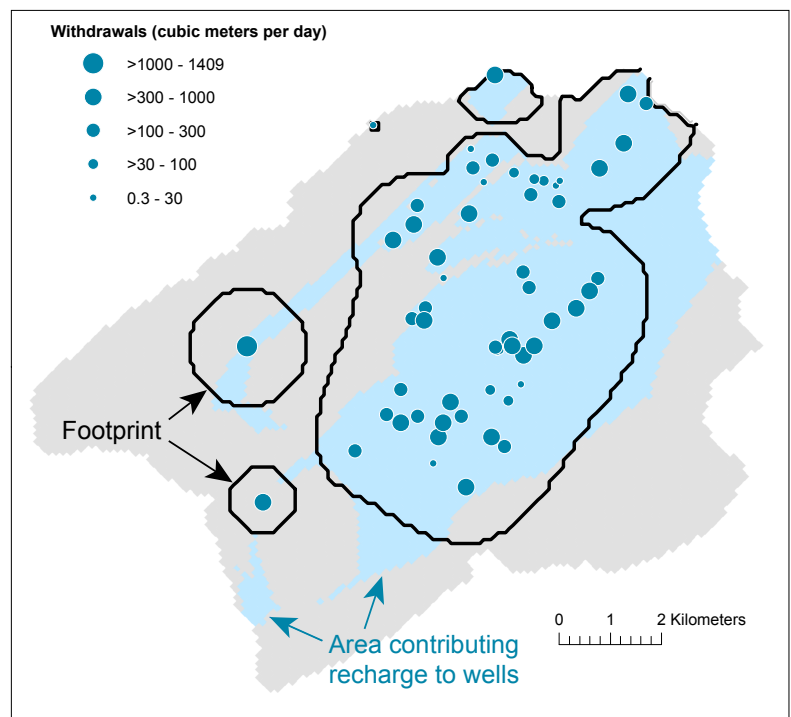 Withdrawals (cubic meters per day)
>1000 - 1409
>300 - 1000
>100 - 300
>30 - 100
0.3 - 30
Footprint
0 1 2 Kilometers
Area contributing
recharge to wells